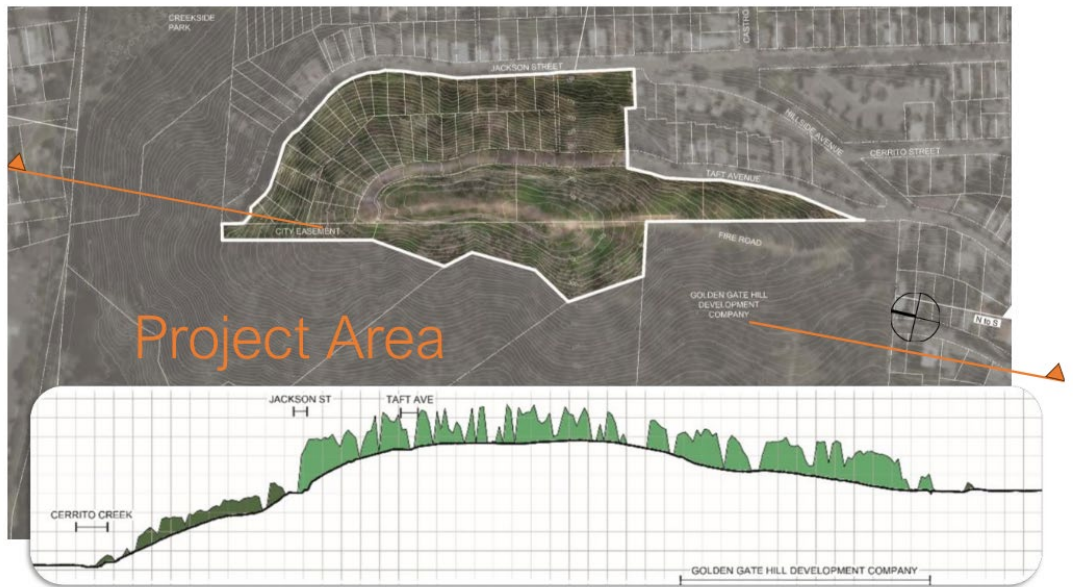 CREEKSIDE
PARK
CASTRO
JACKSON STREET
HILLSIDE AVENUE
CERRITO STREET
TAFT AVENUE
CITY EASEMENT
FIRE ROAD
GOLDEN GATE HILL
DEVELOPMENT
COMPANY
N to S
Project Area
JACKSON ST
TAFT AVE
CERRITO CREEK
GOLDEN GATE HILL DEVELOPMENT COMPANY